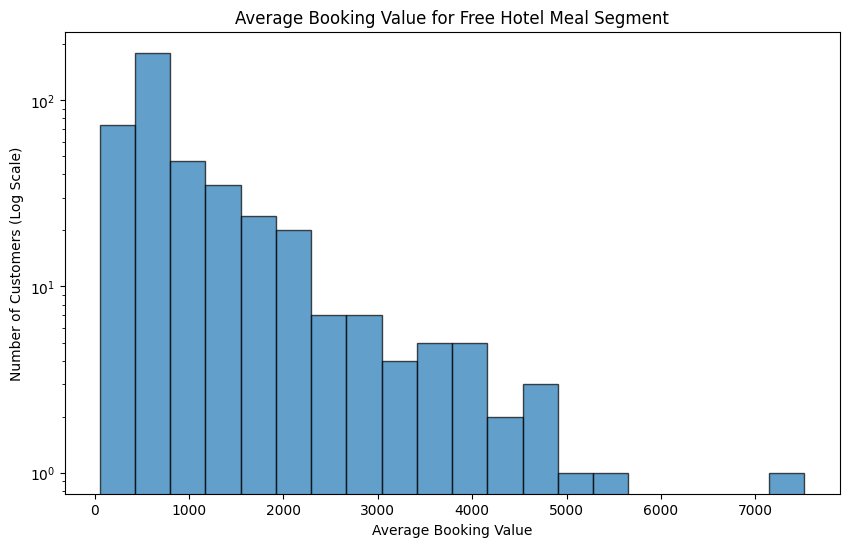 Average Booking Value for Free Hotel Meal Segment
Number of Customers (Log Scale)
10²
10¹
10⁰
0 1000 2000 3000 4000 5000 6000 7000
Average Booking Value